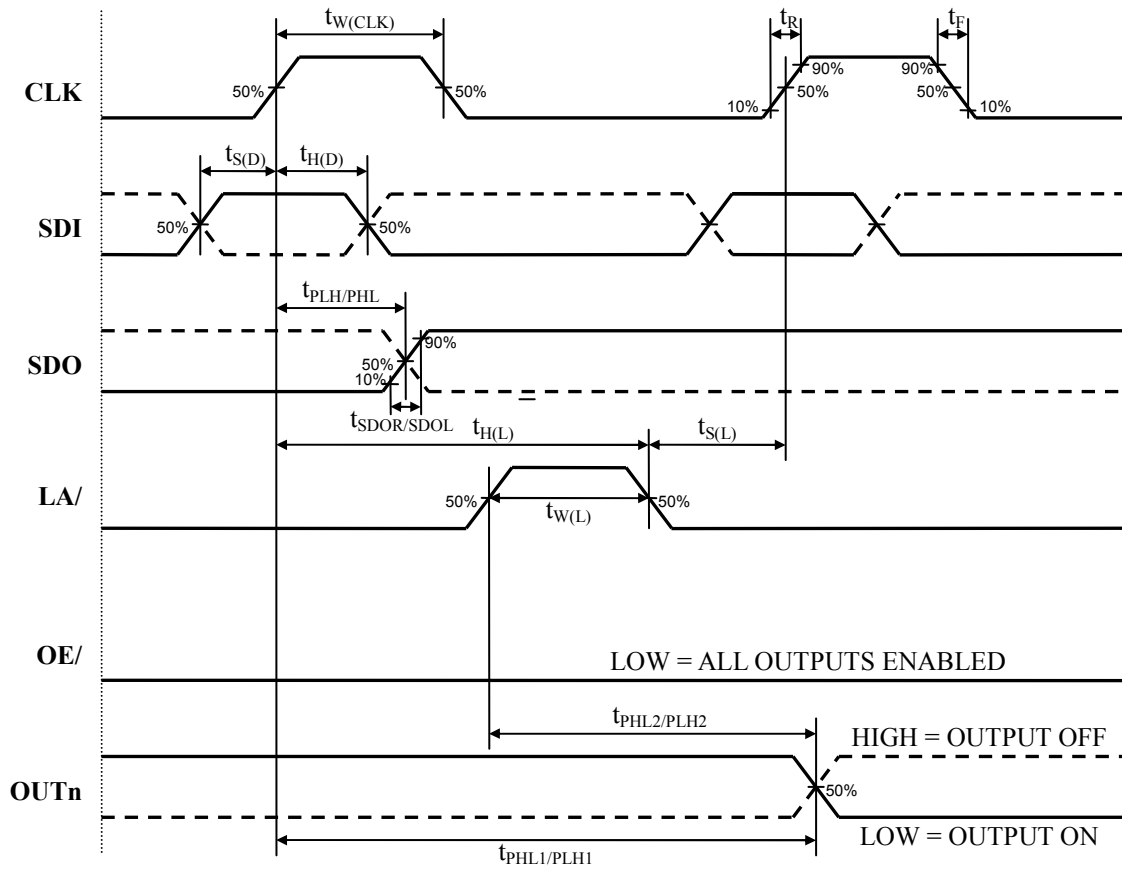 tW(CLK)
tR
tF
CLK
50%
50%
10%
90%
50%
90%
50%
10%
tS(D)
tH(D)
SDI
50%
50%
tPLH/PHL
SDO
90%
50%
10%
tSDOR/SDOL
tH(L)
tS(L)
LA/
50%
50%
tW(L)
OE/
LOW = ALL OUTPUTS ENABLED
tPHL2/PLH2
HIGH = OUTPUT OFF
OUTn
50%
LOW = OUTPUT ON
tPHL1/PLH1